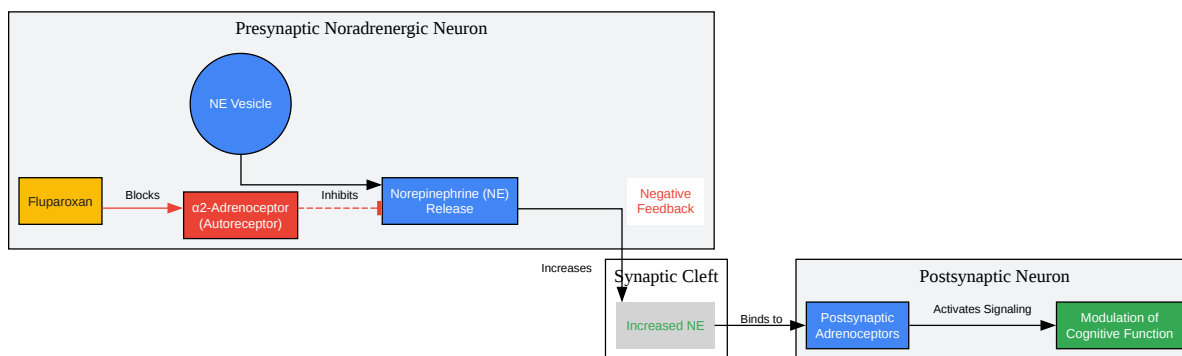 Presynaptic Noradrenergic Neuron
NE Vesicle
Fluparoxan
Blocks
α2-Adrenoceptor
(Autoreceptor)
Inhibits
Norepinephrine (NE)
Release
Negative
Feedback
Increases
Synaptic Cleft
Increased NE
Binds to
Postsynaptic Neuron
Postsynaptic
Adrenoceptors
Activates Signaling
Modulation of
Cognitive Function